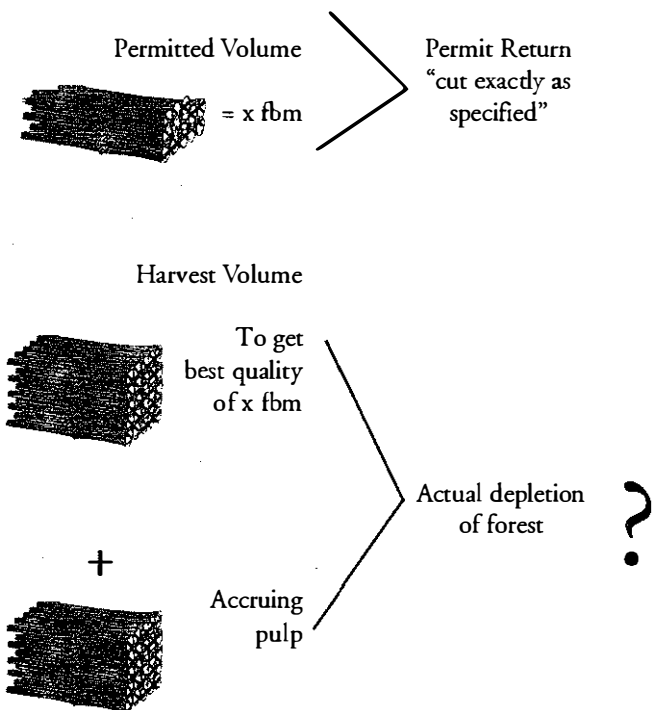 Permitted Volume
= x fbm
Permit Return
“cut exactly as
specified”
Harvest Volume
To get
best quality
of x fbm
Actual depletion
of forest
?
+
Accruing
pulp